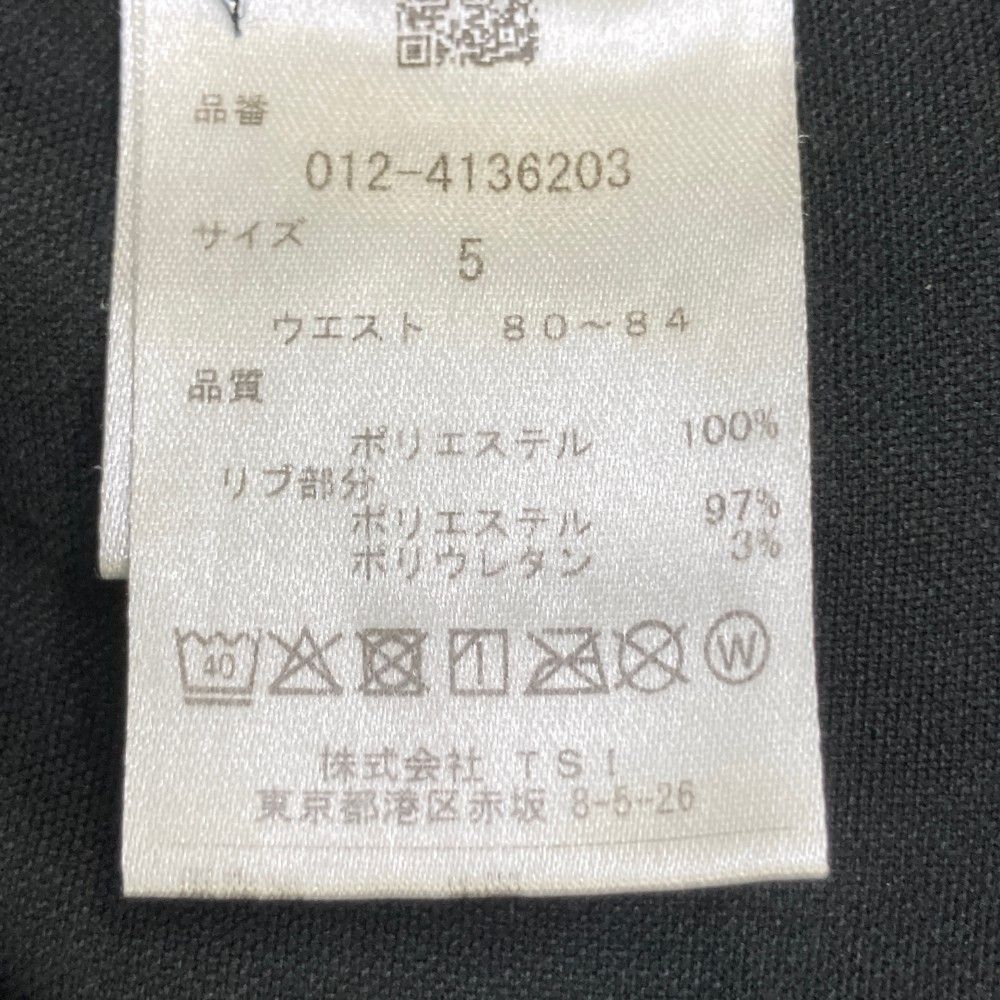 品番
012-4136203
サイズ
5
ウエスト 80～84
品質
ポリエステル 100%
リブ部分
ポリエステル 97%
ポリウレタン 3%
40
W
株式会社 TSI
東京都港区赤坂 8-5-26